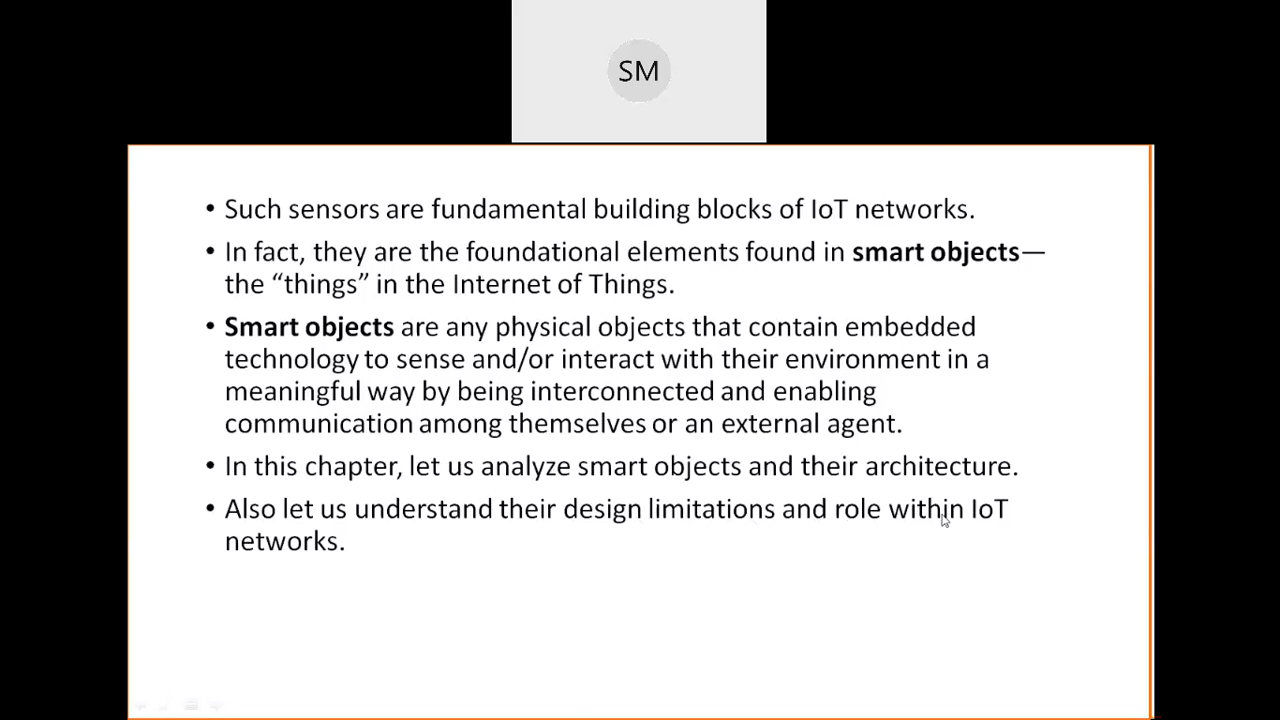 SM
• Such sensors are fundamental building blocks of IoT networks.
• In fact, they are the foundational elements found in smart objects—
the “things” in the Internet of Things.
• Smart objects are any physical objects that contain embedded
technology to sense and/or interact with their environment in a
meaningful way by being interconnected and enabling
communication among themselves or an external agent.
• In this chapter, let us analyze smart objects and their architecture.
• Also let us understand their design limitations and role within IoT
networks.